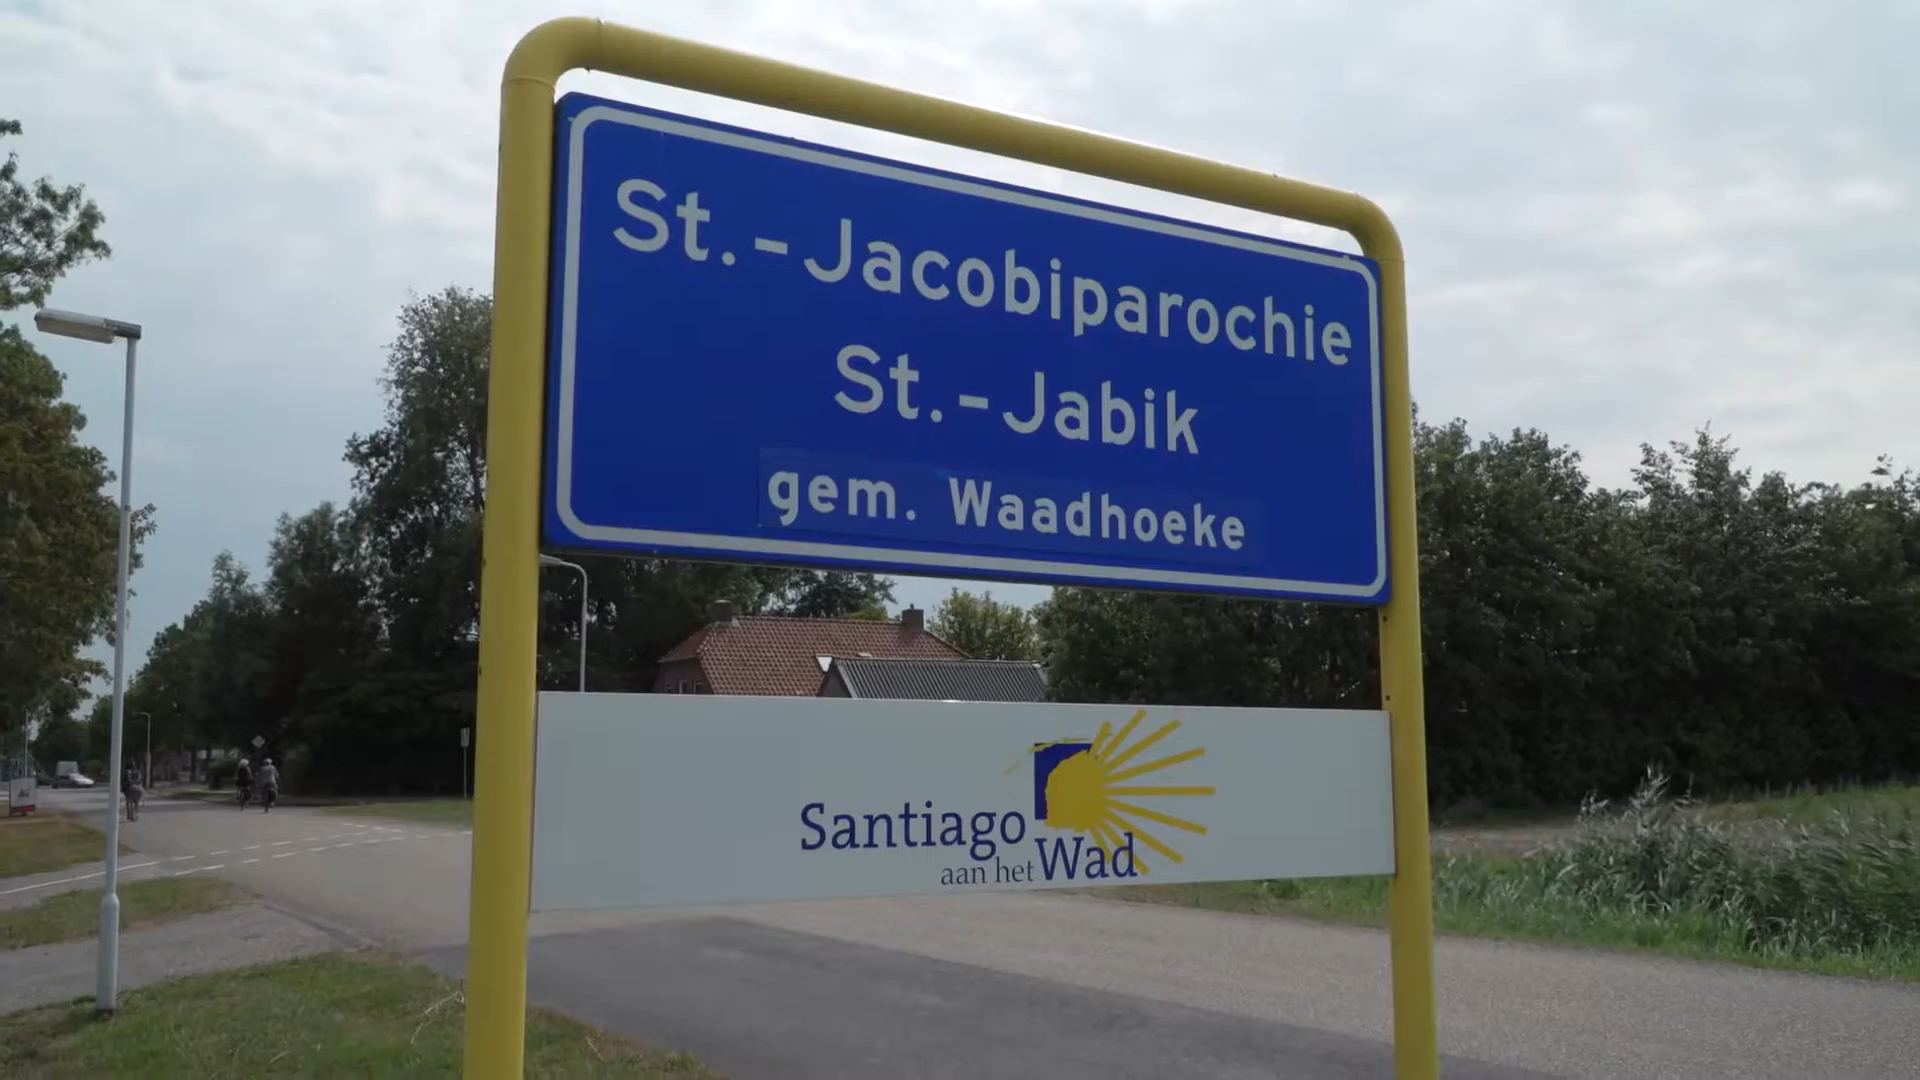 St.-Jacobiparochie
St.-Jabik
gem. Waadhoeke
Santiago
aan het Wad